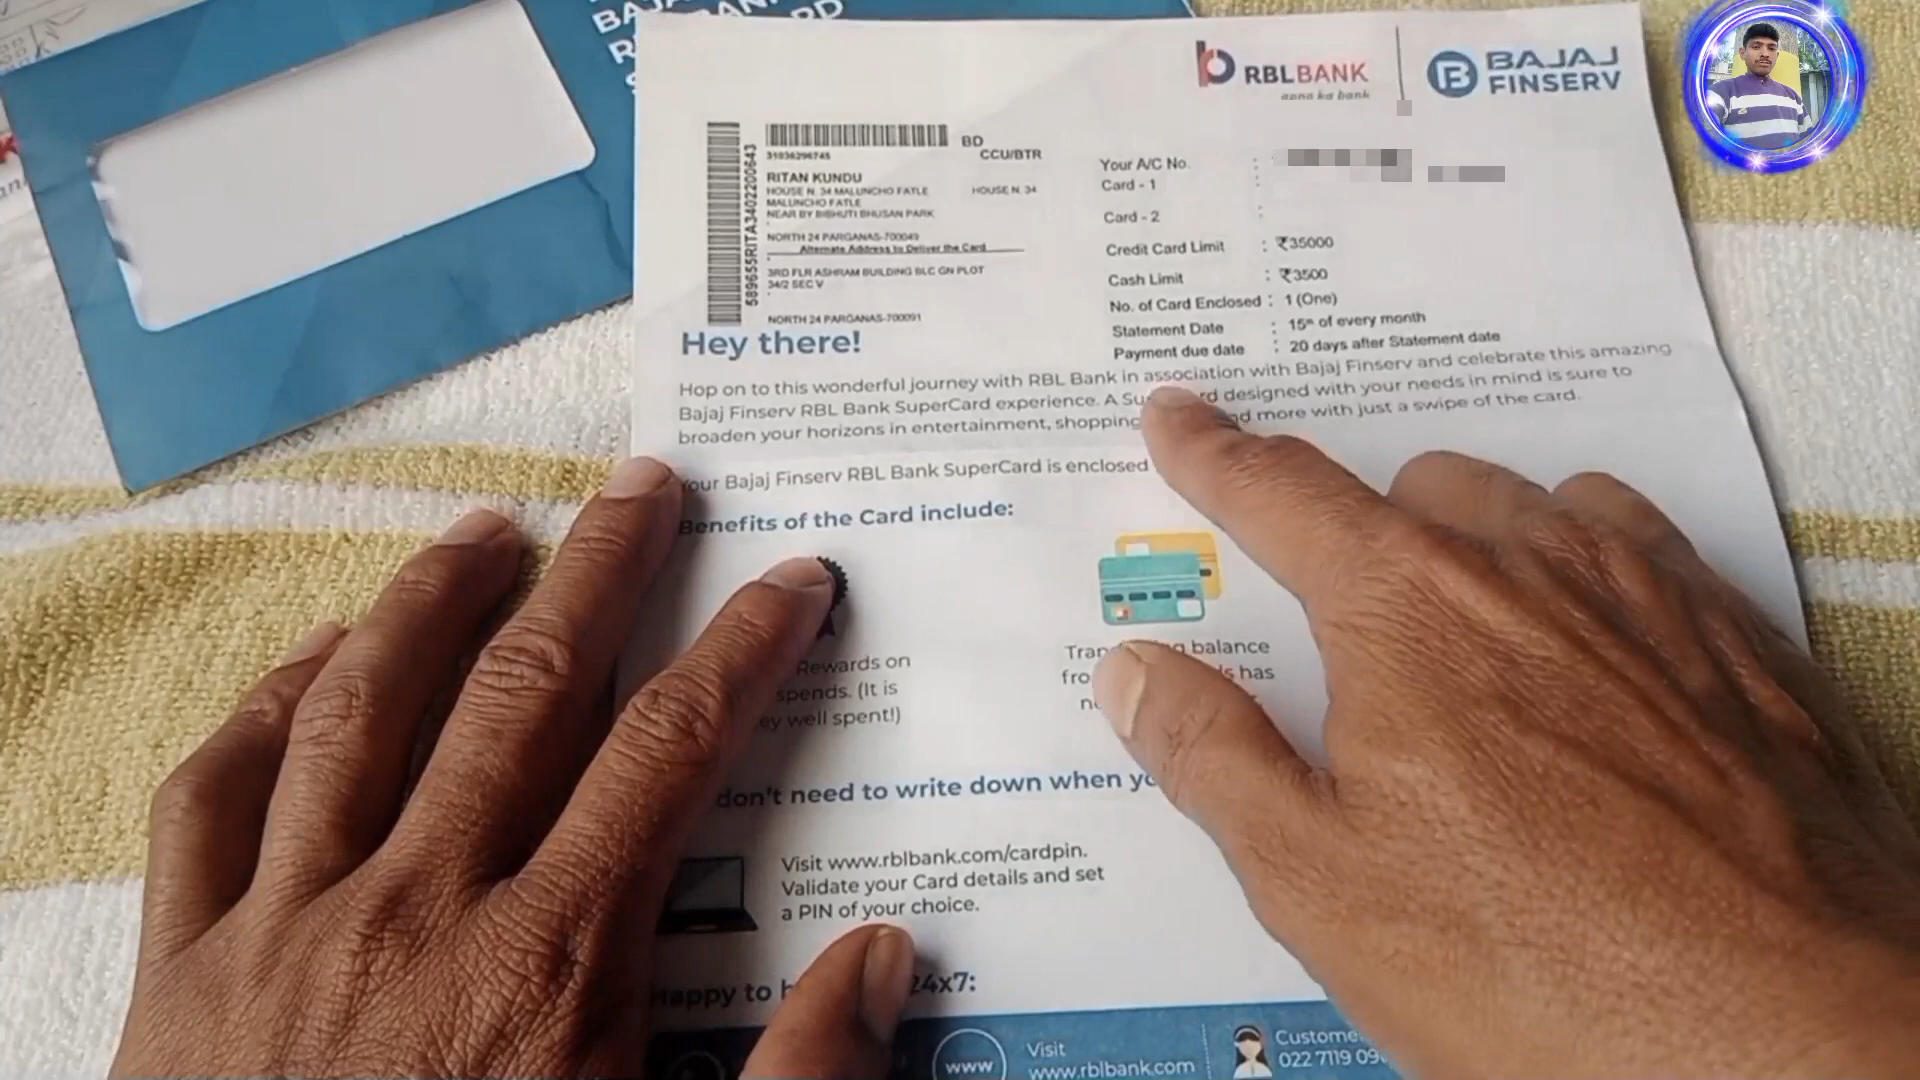 RBLBANK
apna ka bank
BAJAJ
FINSERV
BD
31036296745
CCU/BTR
589655RITA3402200643
RITAN KUNDU
HOUSE N. 34 MALUNCHO FATLE HOUSE N. 34
MALUNCHO FATLE
NEAR BY BIBHUTI BHUSAN PARK
NORTH 24 PARGANAS-700049
Alternate Address to Deliver the Card
3RD FLR ASHRAM BUILDING BLC GN PLOT
34/2 SEC V
NORTH 24 PARGANAS-700091
Your A/C No. :
Card - 1 :
Card - 2 :
Credit Card Limit : ₹35000
Cash Limit : ₹3500
No. of Card Enclosed : 1 (One)
Statement Date : 15th of every month
Payment due date : 20 days after Statement date
Hey there!
Hop on to this wonderful journey with RBL Bank in association with Bajaj Finserv and celebrate this amazing
Bajaj Finserv RBL Bank SuperCard experience. A designed with your needs in mind is sure to
broaden your horizons in entertainment, shopping more with just a swipe of the card.
our Bajaj Finserv RBL Bank SuperCard is enclosed
Benefits of the Card include:
Rewards on
spends. (It is
well spent!)
balance
has
don't need to write down when
Visit www.rblbank.com/cardpin.
Validate your Card details and set
a PIN of your choice.
Happy to 24x7:
www
Visit
www.rblbank.com
Custome
022 7119 09